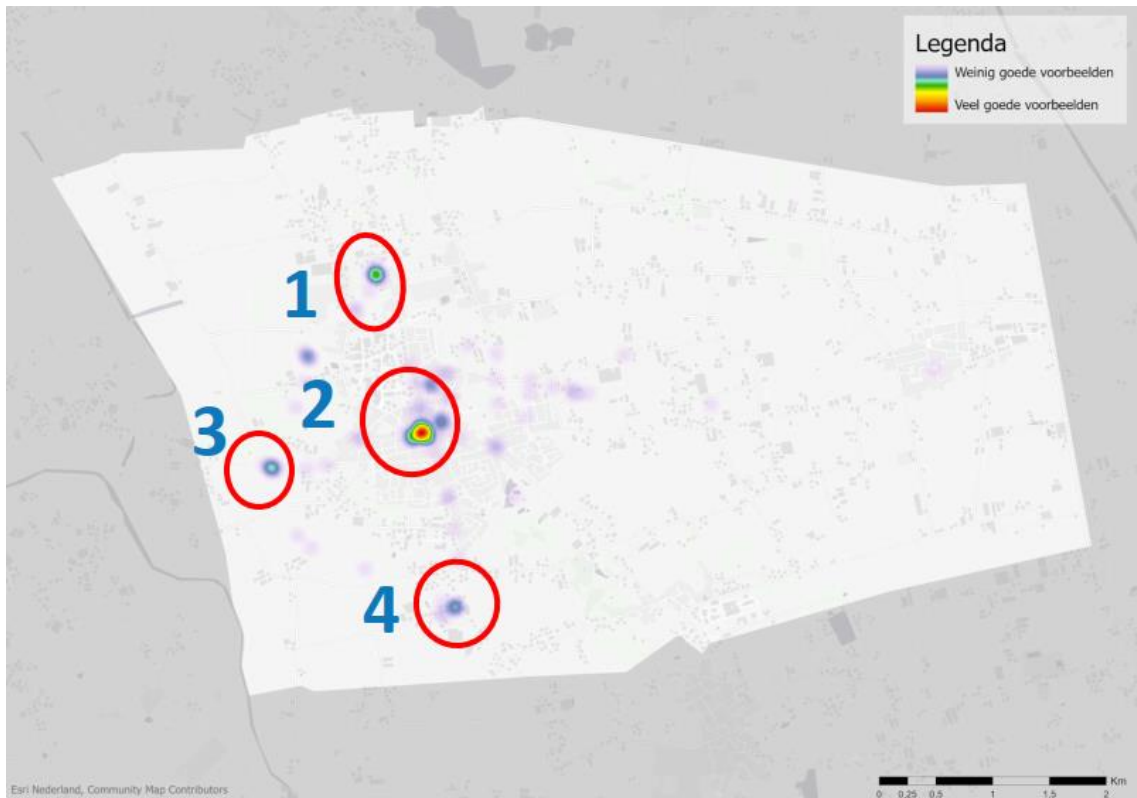 Legenda
Weinig goede voorbeelden
Veel goede voorbeelden
1
2
3
4
Esri Nederland, Community Map Contributors
Km
0 0.25 0.5 1 1.5 2